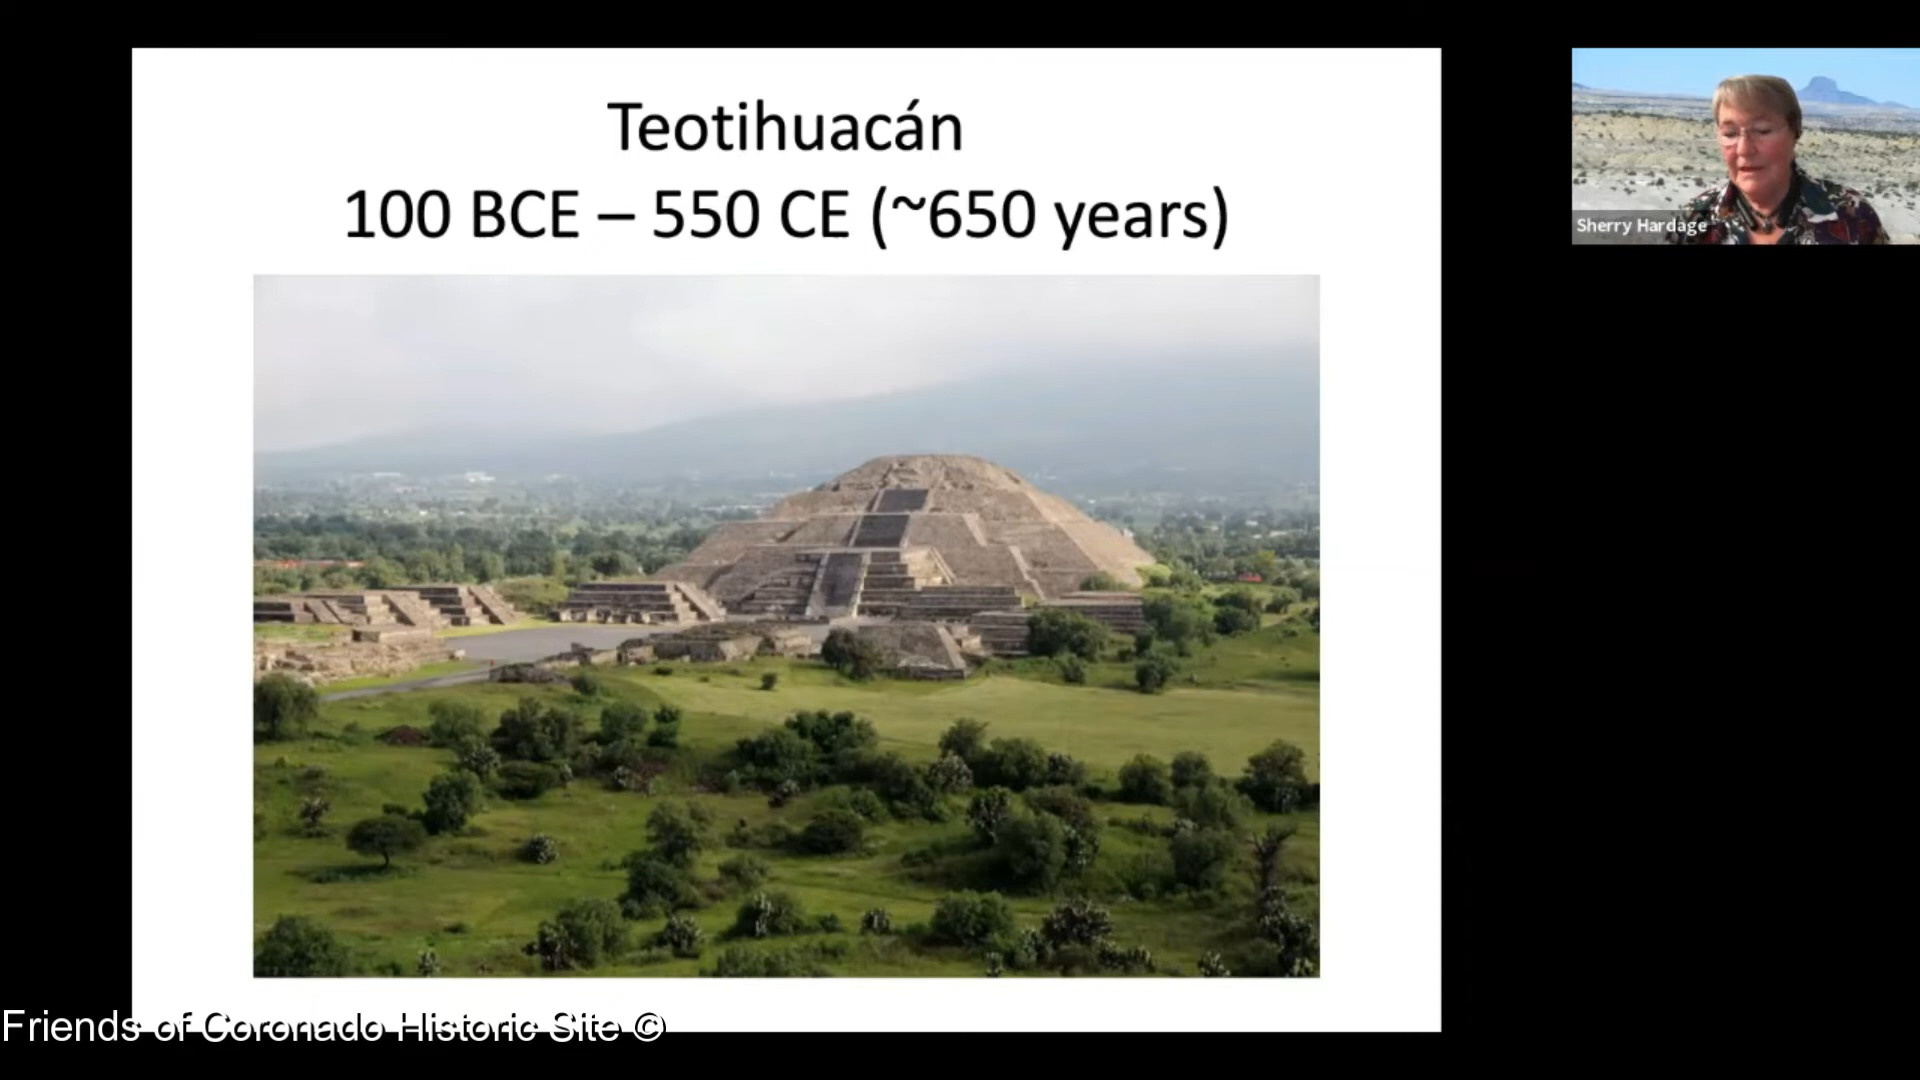 Teotihuacán
100 BCE – 550 CE (~650 years)
Sherry Hardage
Friends of Coronado Historic Site ©